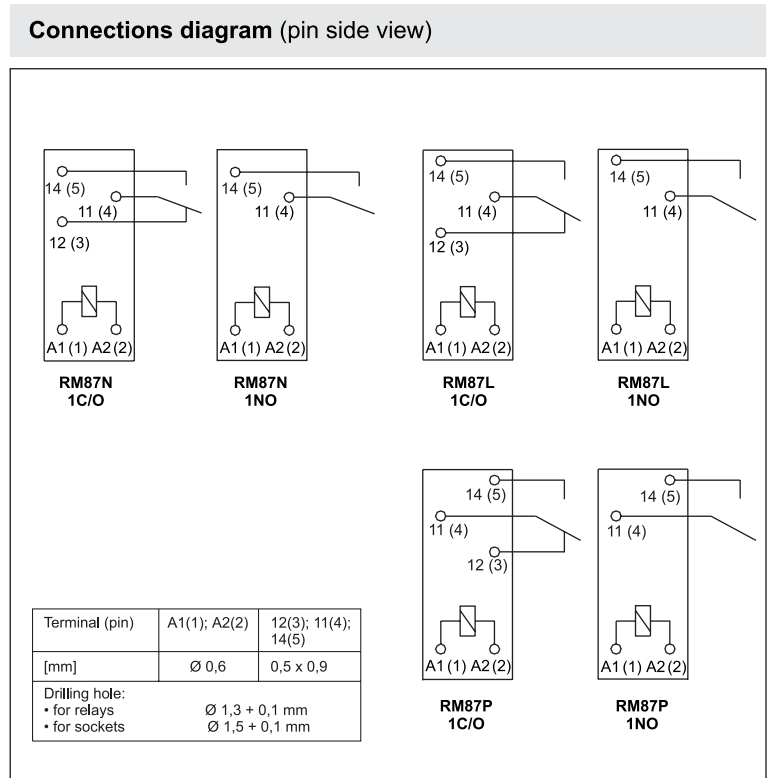 Connections diagram (pin side view)
14 (5)
11 (4)
12 (3)
A1 (1) A2 (2)
RM87N
1C/O
14 (5)
11 (4)
A1 (1) A2 (2)
RM87N
1NO
14 (5)
11 (4)
12 (3)
A1 (1) A2 (2)
RM87L
1C/O
14 (5)
11 (4)
A1 (1) A2 (2)
RM87L
1NO
14 (5)
11 (4)
12 (3)
A1 (1) A2 (2)
RM87P
1C/O
14 (5)
11 (4)
A1 (1) A2 (2)
RM87P
1NO
Terminal (pin) A1(1); A2(2) 12(3); 11(4);
14(5)
[mm] Ø 0,6 0,5 x 0,9
Drilling hole:
• for relays Ø 1,3 + 0,1 mm
• for sockets Ø 1,5 + 0,1 mm